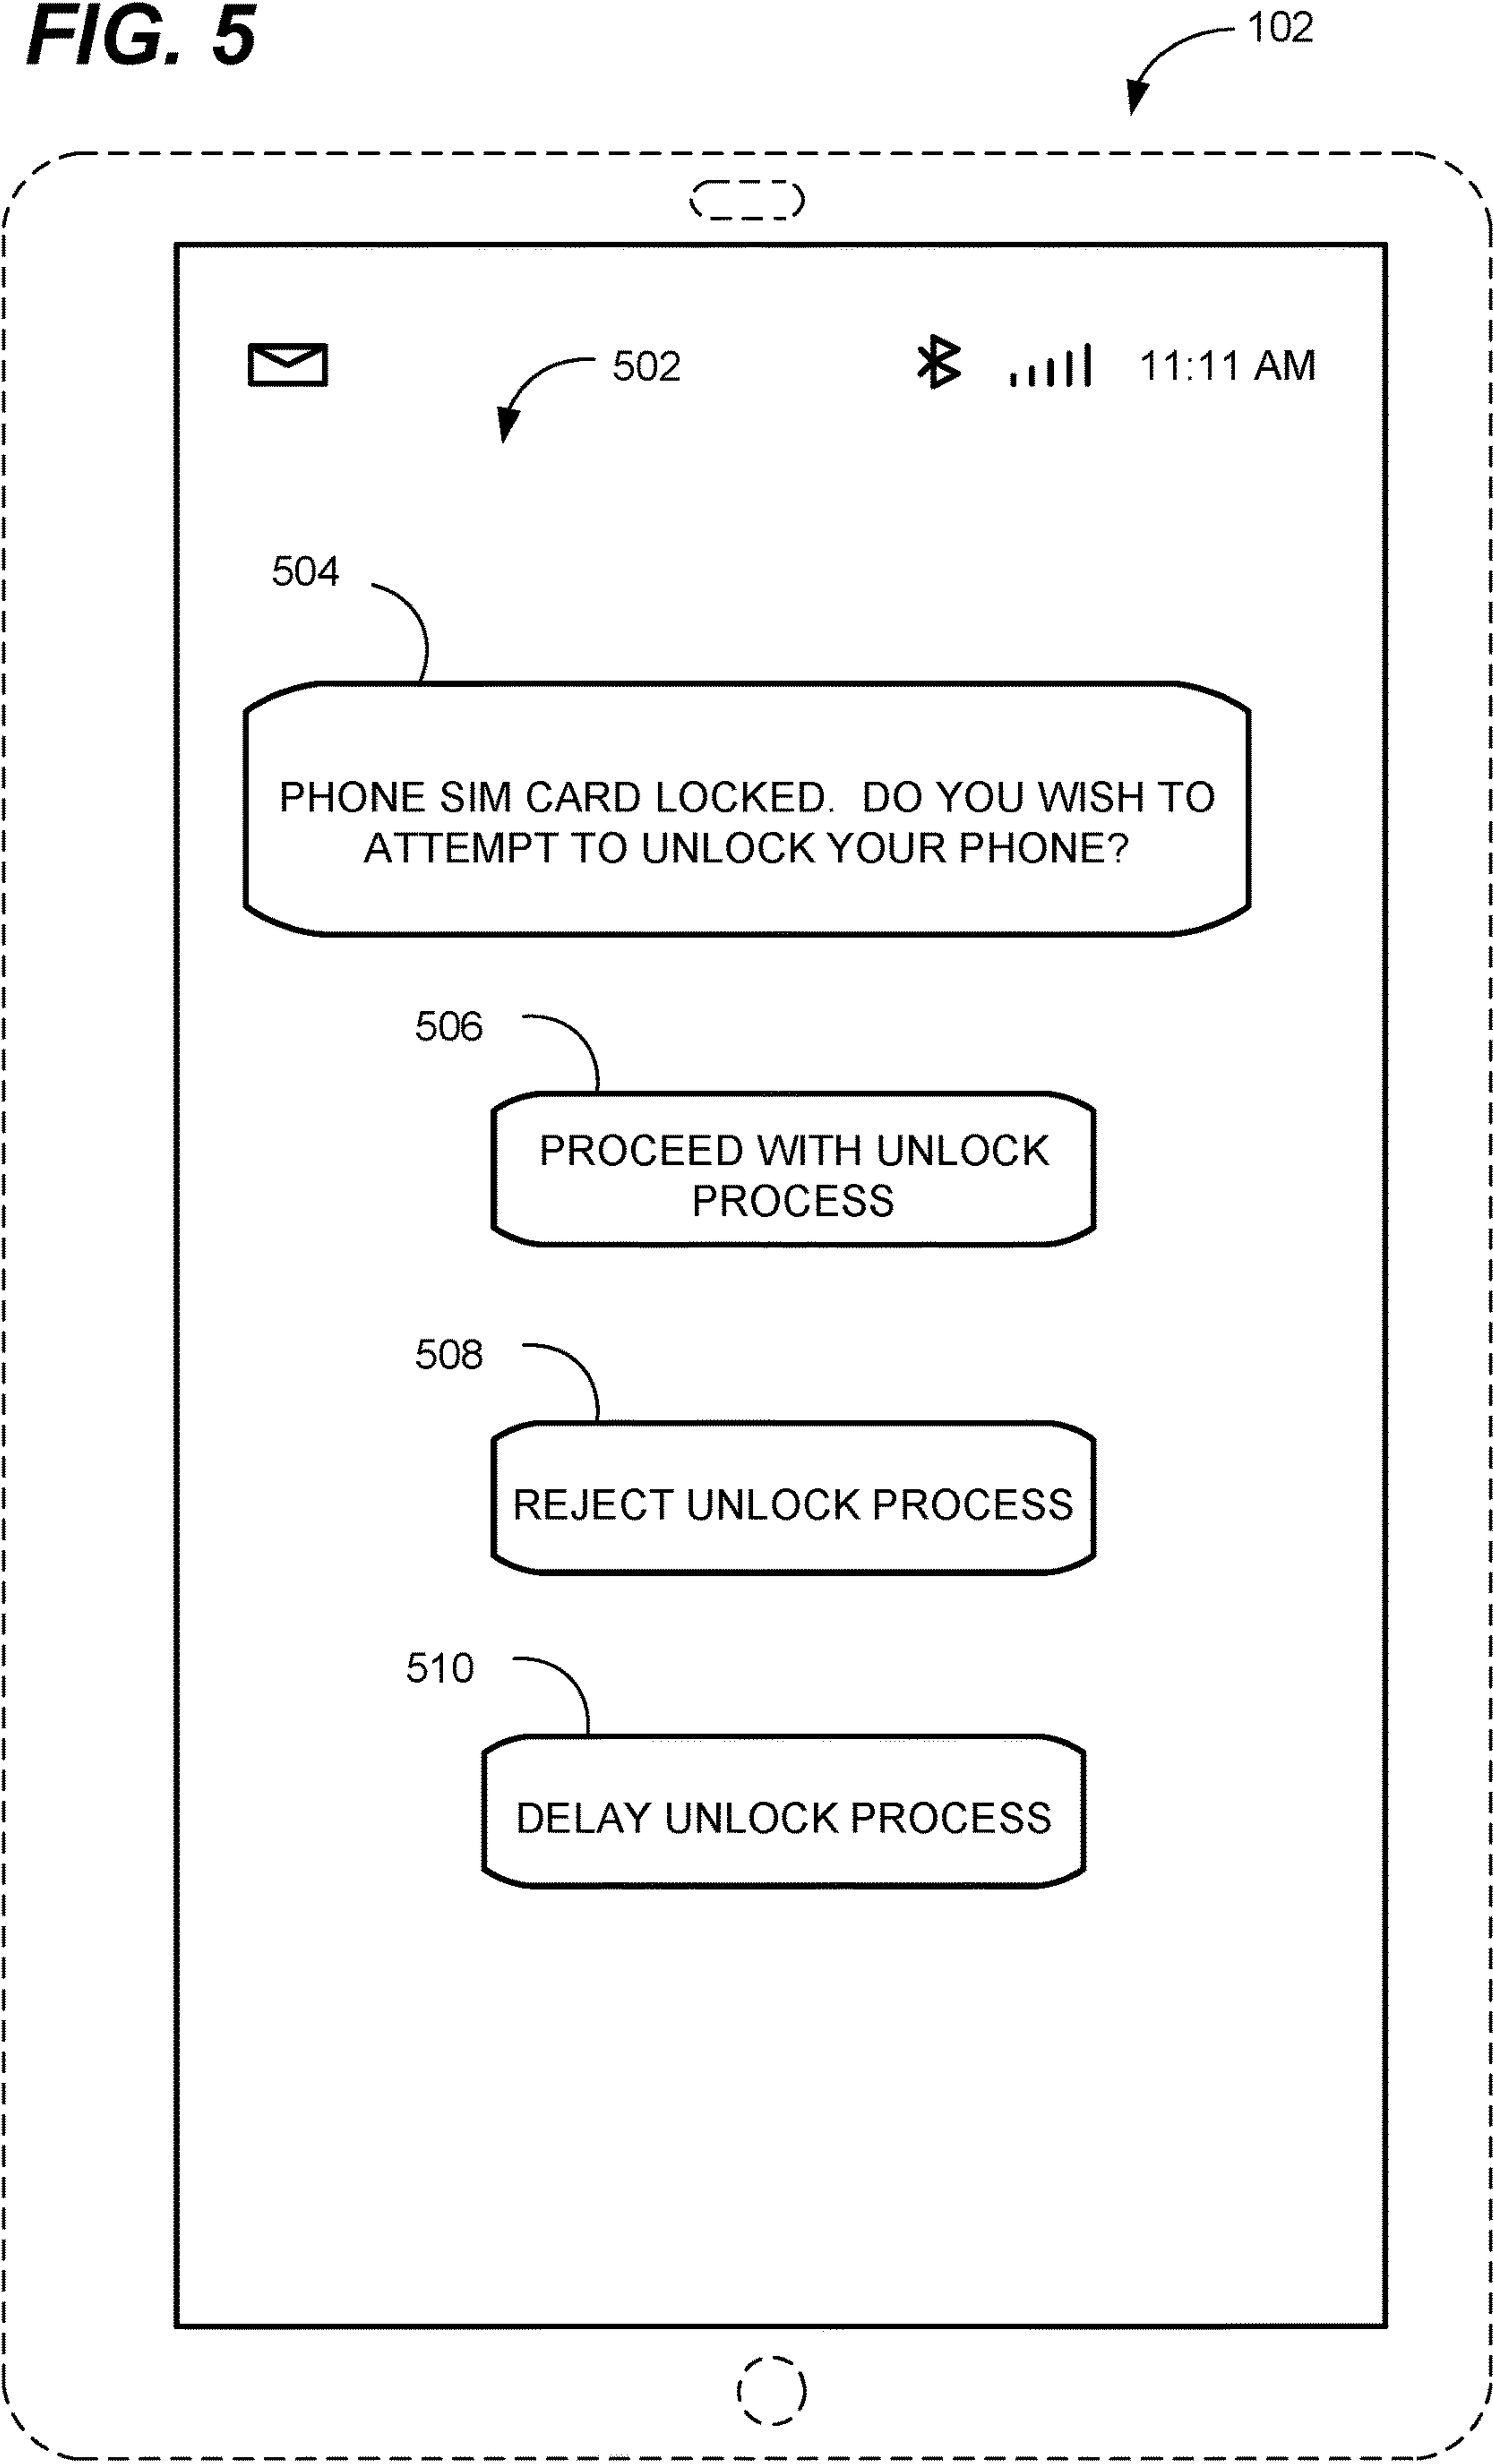 FIG. 5
102
502
11:11 AM
504
PHONE SIM CARD LOCKED. DO YOU WISH TO
ATTEMPT TO UNLOCK YOUR PHONE?
506
PROCEED WITH UNLOCK
PROCESS
508
REJECT UNLOCK PROCESS
510
DELAY UNLOCK PROCESS